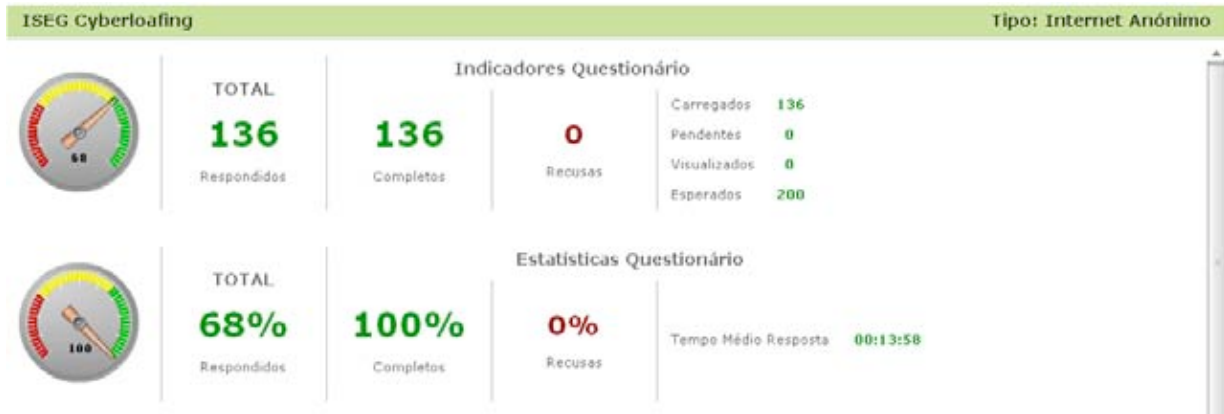 ISEG Cyberloafing Tipo: Internet Anónimo
Indicadores Questionário
TOTAL
136 136 0
Respondidos Completos Recusas
Carregados 136
Pendentes 0
Visualizados 0
Esperados 200
68
Estatísticas Questionário
TOTAL
68% 100% 0%
Respondidos Completos Recusas
Tempo Médio Resposta 00:13:58
100